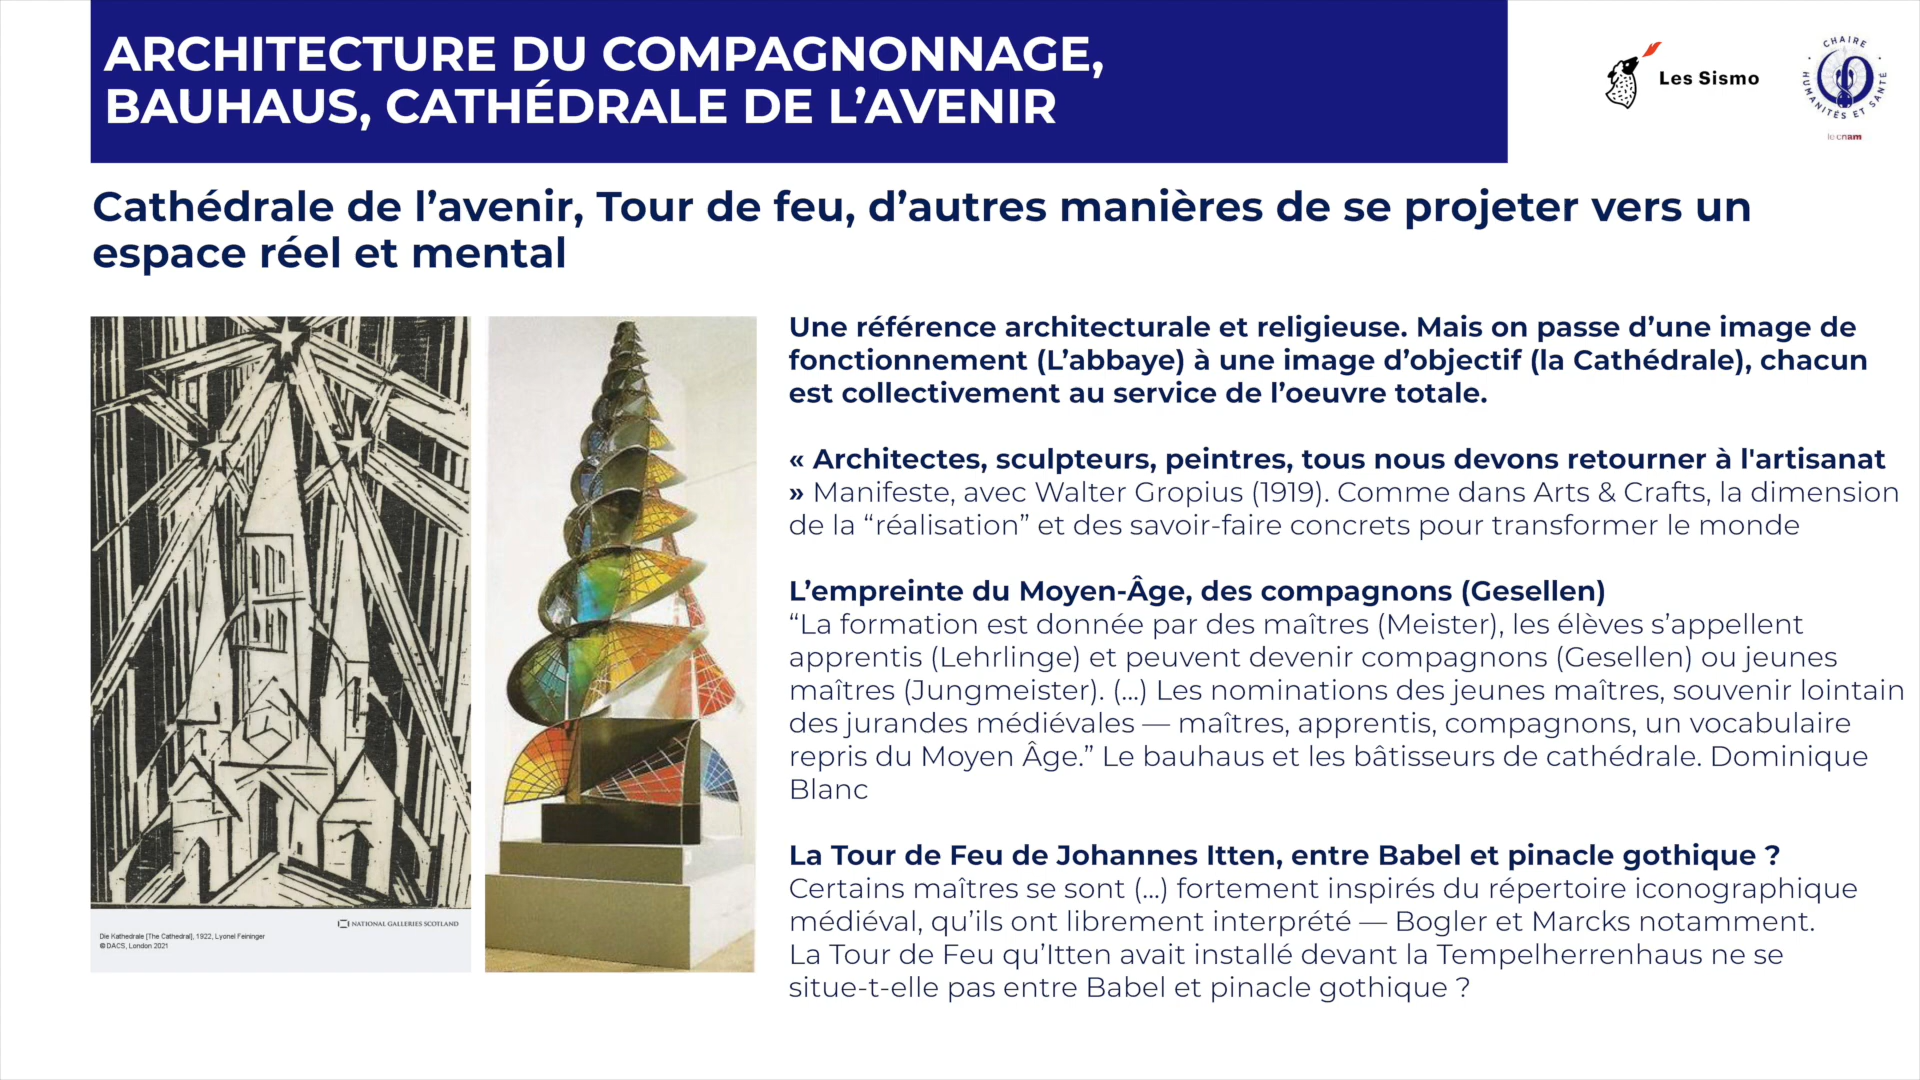 ARCHITECTURE DU COMPAGNONNAGE,
BAUHAUS, CATHÉDRALE DE L’AVENIR
Les Sismo
CHAIRE HUMANITÉS ET SANTÉ
le cnam
Cathédrale de l’avenir, Tour de feu, d’autres manières de se projeter vers un
espace réel et mental
Une référence architecturale et religieuse. Mais on passe d’une image de
fonctionnement (L’abbaye) à une image d’objectif (la Cathédrale), chacun
est collectivement au service de l’oeuvre totale.
« Architectes, sculpteurs, peintres, tous nous devons retourner à l'artisanat
» Manifeste, avec Walter Gropius (1919). Comme dans Arts & Crafts, la dimension
de la “réalisation” et des savoir-faire concrets pour transformer le monde
L’empreinte du Moyen-Âge, des compagnons (Gesellen)
“La formation est donnée par des maîtres (Meister), les élèves s’appellent
apprentis (Lehrlinge) et peuvent devenir compagnons (Gesellen) ou jeunes
maîtres (Jungmeister). (...) Les nominations des jeunes maîtres, souvenir lointain
des jurandes médiévales — maîtres, apprentis, compagnons, un vocabulaire
repris du Moyen Âge.” Le bauhaus et les bâtisseurs de cathédrale. Dominique
Blanc
La Tour de Feu de Johannes Itten, entre Babel et pinacle gothique ?
Certains maîtres se sont (...) fortement inspirés du répertoire iconographique
médiéval, qu’ils ont librement interprété — Bogler et Marcks notamment.
La Tour de Feu qu’Itten avait installé devant la Tempelherrenhaus ne se
situe-t-elle pas entre Babel et pinacle gothique ?
NATIONAL GALLERIES SCOTLAND
Die Kathedrale [The Cathedral], 1922, Lyonel Feininger
© DACS, London 2021